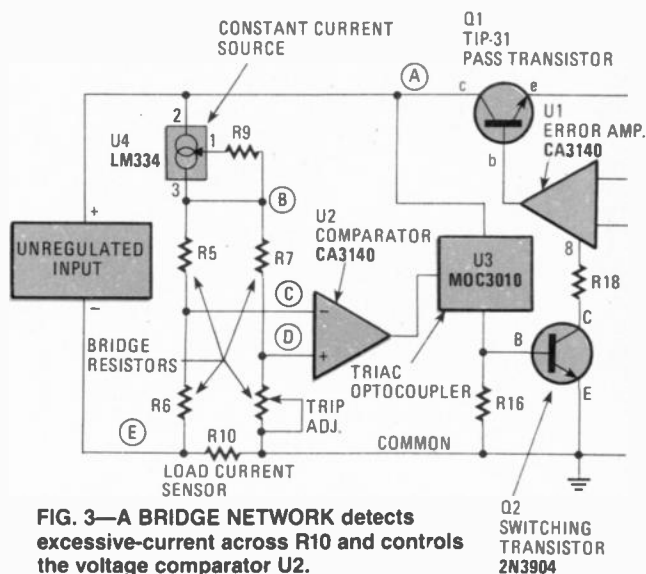 CONSTANT CURRENT
SOURCE
Q1
TIP-31
PASS TRANSISTOR
A
c
e
2
1
R9
U4
LM334
3
B
b
U1
ERROR AMP.
CA3140
U2
COMPARATOR
CA3140
+
UNREGULATED
INPUT
−
R5
R7
8
U3
MOC3010
R18
C
−
D
+
C
B
E
BRIDGE
RESISTORS
TRIAC
OPTOCOUPLER
R6
TRIP
ADJ.
R16
E
R10
COMMON
LOAD CURRENT
SENSOR
Q2
SWITCHING
TRANSISTOR
2N3904
FIG. 3—A BRIDGE NETWORK detects
excessive-current across R10 and controls
the voltage comparator U2.